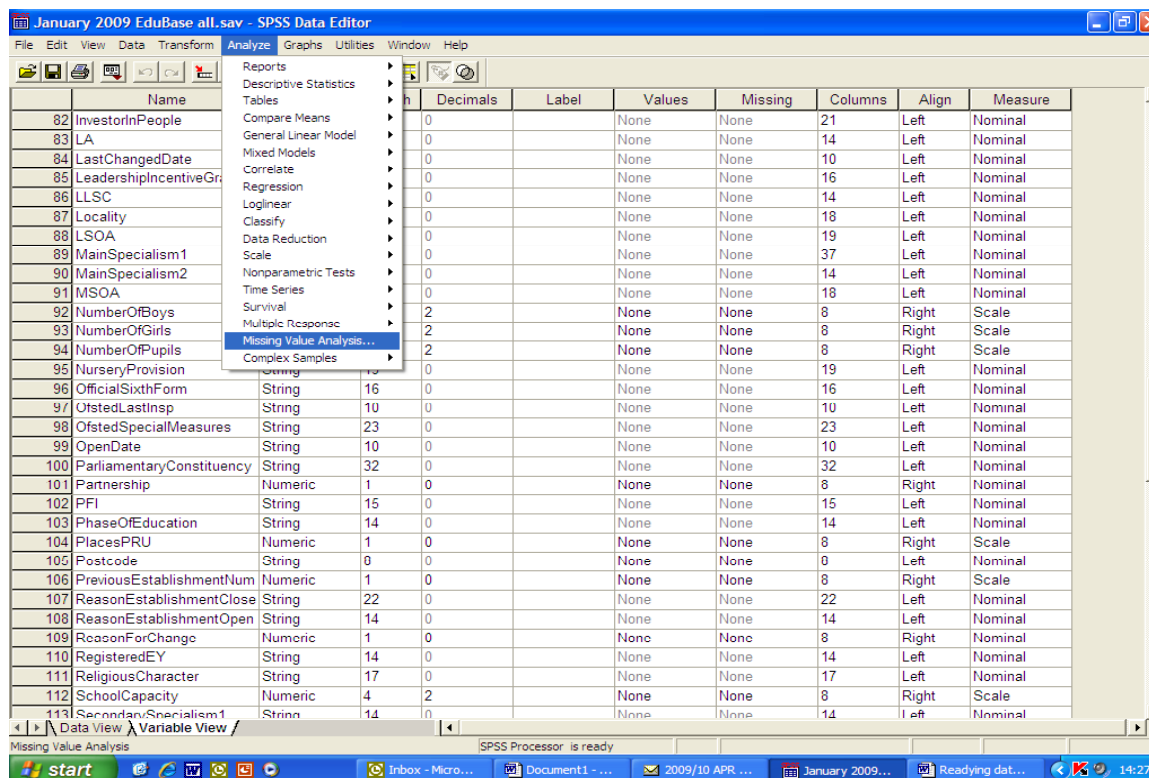 January 2009 EduBase all.sav - SPSS Data Editor
File Edit View Data Transform Analyze Graphs Utilities Window Help
Reports
Descriptive Statistics
Tables
Compare Means
General Linear Model
Mixed Models
Correlate
Regression
Loglinear
Classify
Data Reduction
Scale
Nonparametric Tests
Time Series
Survival
Multiple Response
Missing Value Analysis...
Complex Samples
Name h Decimals Label Values Missing Columns Align Measure
82 InvestorInPeople 0 None None 21 Left Nominal
83 LA 0 None None 14 Left Nominal
84 LastChangedDate 0 None None 10 Left Nominal
85 LeadershipIncentiveGra 0 None None 16 Left Nominal
86 LLSC 0 None None 14 Left Nominal
87 Locality 0 None None 18 Left Nominal
88 LSOA 0 None None 19 Left Nominal
89 MainSpecialism1 0 None None 37 Left Nominal
90 MainSpecialism2 0 None None 14 Left Nominal
91 MSOA 0 None None 18 Left Nominal
92 NumberOfBoys 2 None None 8 Right Scale
93 NumberOfGirls 2 None None 8 Right Scale
94 NumberOfPupils 2 None None 8 Right Scale
95 NurseryProvision String 19 0 None None 19 Left Nominal
96 OfficialSixthForm String 16 0 None None 16 Left Nominal
97 OfstedLastInsp String 10 0 None None 10 Left Nominal
98 OfstedSpecialMeasures String 23 0 None None 23 Left Nominal
99 OpenDate String 10 0 None None 10 Left Nominal
100 ParliamentaryConstituency String 32 0 None None 32 Left Nominal
101 Partnership Numeric 1 0 None None 8 Right Nominal
102 PFI String 15 0 None None 15 Left Nominal
103 PhaseOfEducation String 14 0 None None 14 Left Nominal
104 PlacesPRU Numeric 1 0 None None 8 Right Scale
105 Postcode String 8 0 None None 8 Left Nominal
106 PreviousEstablishmentNum Numeric 1 0 None None 8 Right Scale
107 ReasonEstablishmentClose String 22 0 None None 22 Left Nominal
108 ReasonEstablishmentOpen String 14 0 None None 14 Left Nominal
109 ReasonForChange Numeric 1 0 None None 8 Right Nominal
110 RegisteredEY String 14 0 None None 14 Left Nominal
111 ReligiousCharacter String 17 0 None None 17 Left Nominal
112 SchoolCapacity Numeric 4 2 None None 8 Right Scale
113 SecondarySpecialism1 String 14 0 None None 14 Left Nominal
Data View Variable View
Missing Value Analysis SPSS Processor is ready
start Inbox - Micro... Document1 - ... 2009/10 APR ... January 2009... Readying dat... 14:27